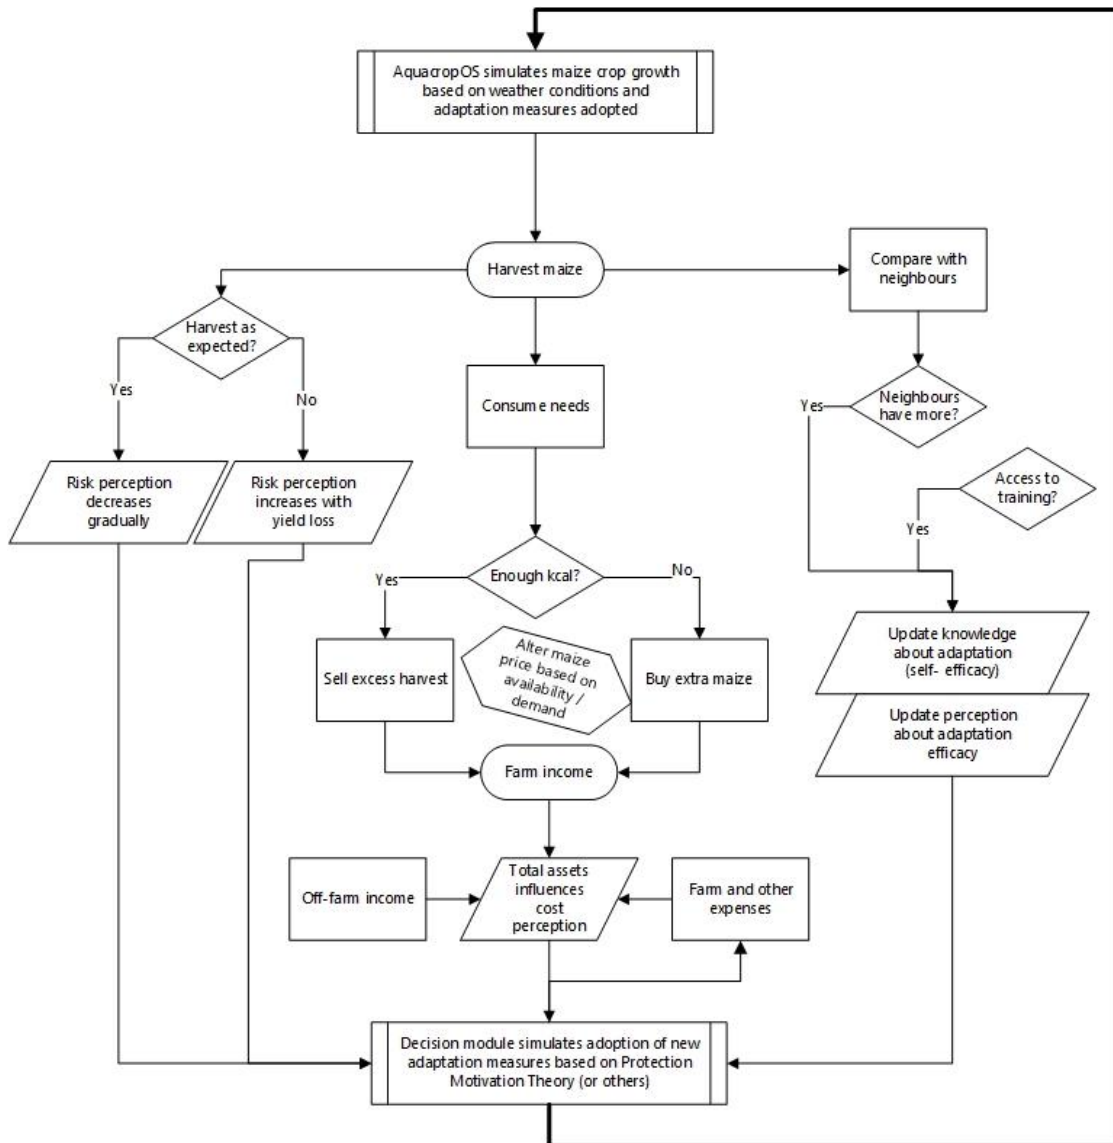 AquacropOS simulates maize crop growth
based on weather conditions and
adaptation measures adopted
Harvest maize
Compare with
neighbours
Harvest as
expected?
Yes
No
Consume needs
Neighbours
have more?
Yes
Access to
training?
Yes
Risk perception
decreases
gradually
Risk perception
increases with
yield loss
Enough kcal?
Yes
No
Sell excess harvest
Alter maize
price based on
availability /
demand
Buy extra maize
Update knowledge
about adaptation
(self- efficacy)
Update perception
about adaptation
efficacy
Farm income
Off-farm income
Total assets
influences
cost
perception
Farm and other
expenses
Decision module simulates adoption of new
adaptation measures based on Protection
Motivation Theory (or others)